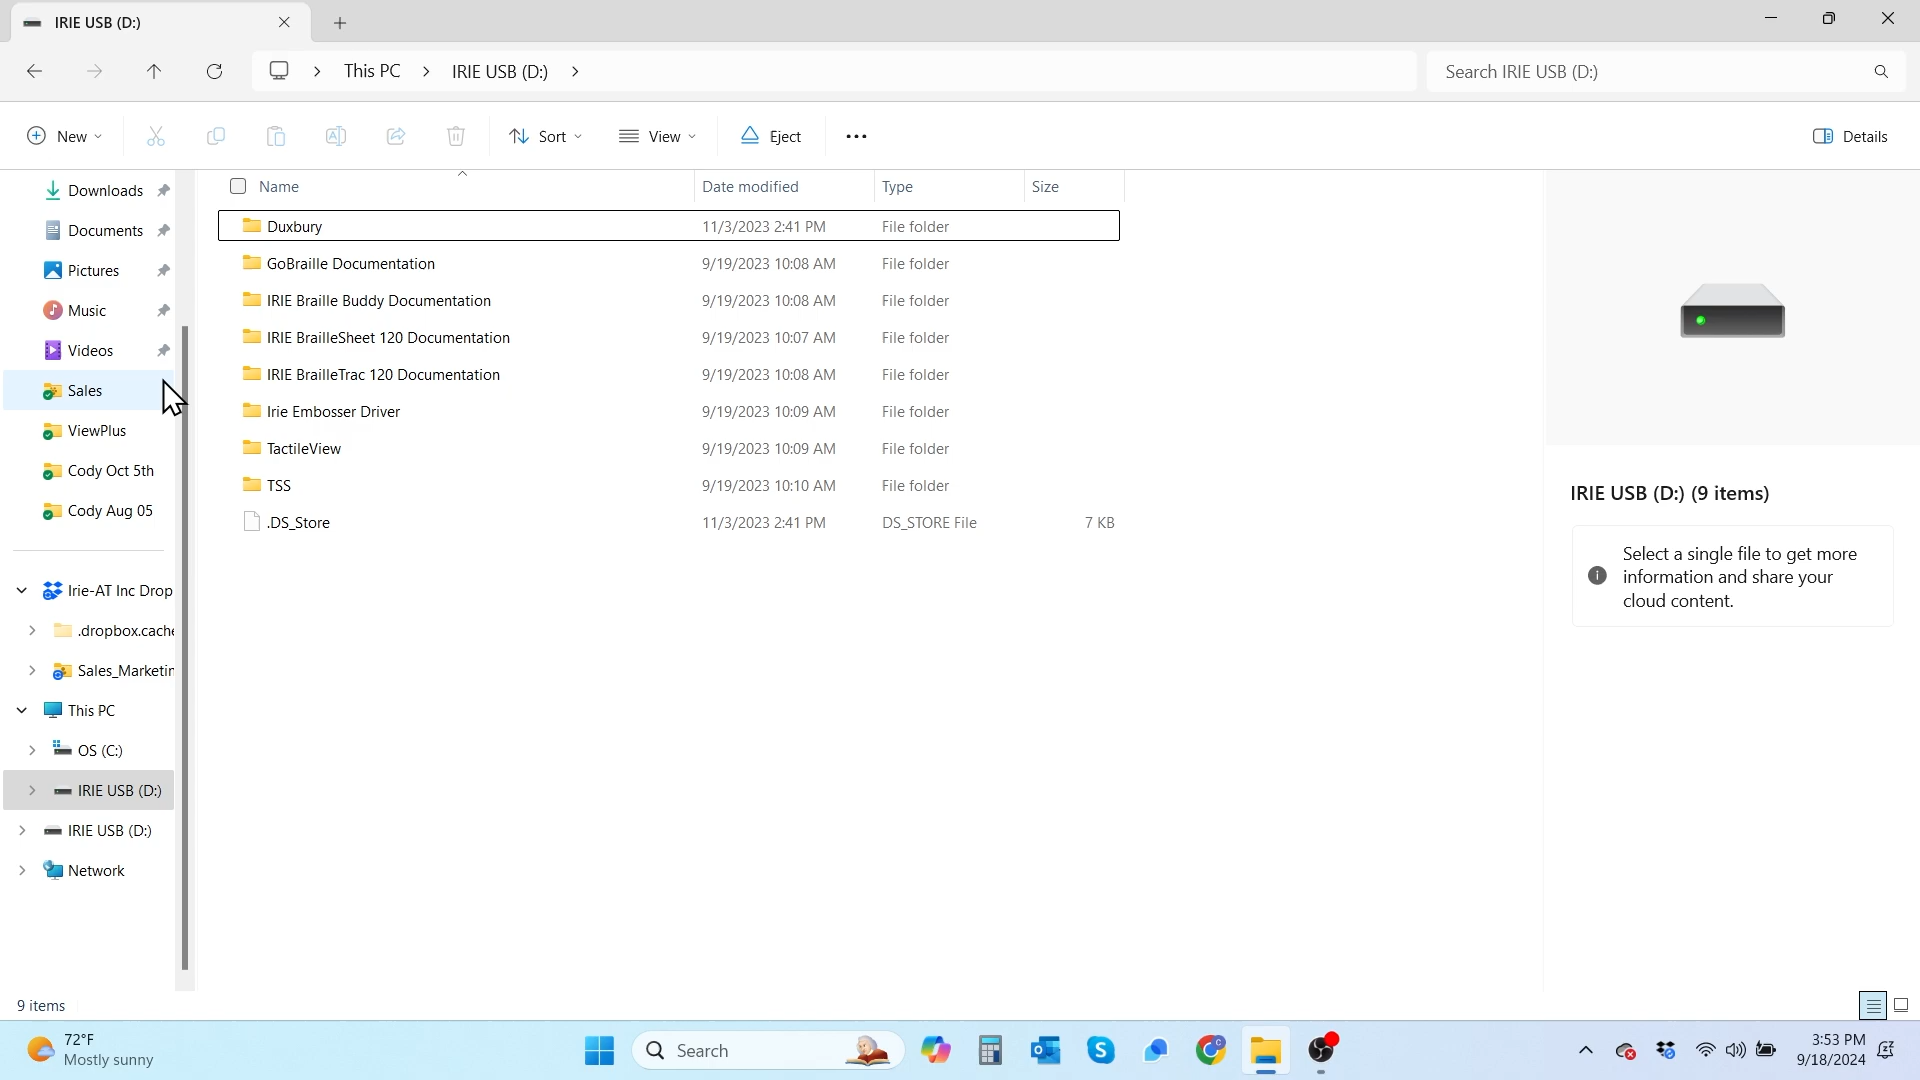 IRIE USB (D:)
This PC
IRIE USB (D:)
Search IRIE USB (D:)
New
Sort
View
Eject
Details
Downloads
Documents
Pictures
Music
Videos
Sales
ViewPlus
Cody Oct 5th
Cody Aug 05
Irie-AT Inc Drop
.dropbox.cache
Sales_Marketin
This PC
OS (C:)
IRIE USB (D:)
IRIE USB (D:)
Network
Name Date modified Type Size
Duxbury 11/3/2023 2:41 PM File folder
GoBraille Documentation 9/19/2023 10:08 AM File folder
IRIE Braille Buddy Documentation 9/19/2023 10:08 AM File folder
IRIE BrailleSheet 120 Documentation 9/19/2023 10:07 AM File folder
IRIE BrailleTrac 120 Documentation 9/19/2023 10:08 AM File folder
Irie Embosser Driver 9/19/2023 10:09 AM File folder
TactileView 9/19/2023 10:09 AM File folder
TSS 9/19/2023 10:10 AM File folder
.DS_Store 11/3/2023 2:41 PM DS_STORE File 7 KB
IRIE USB (D:) (9 items)
Select a single file to get more
information and share your
cloud content.
9 items
72°F
Mostly sunny
Search
3:53 PM
9/18/2024